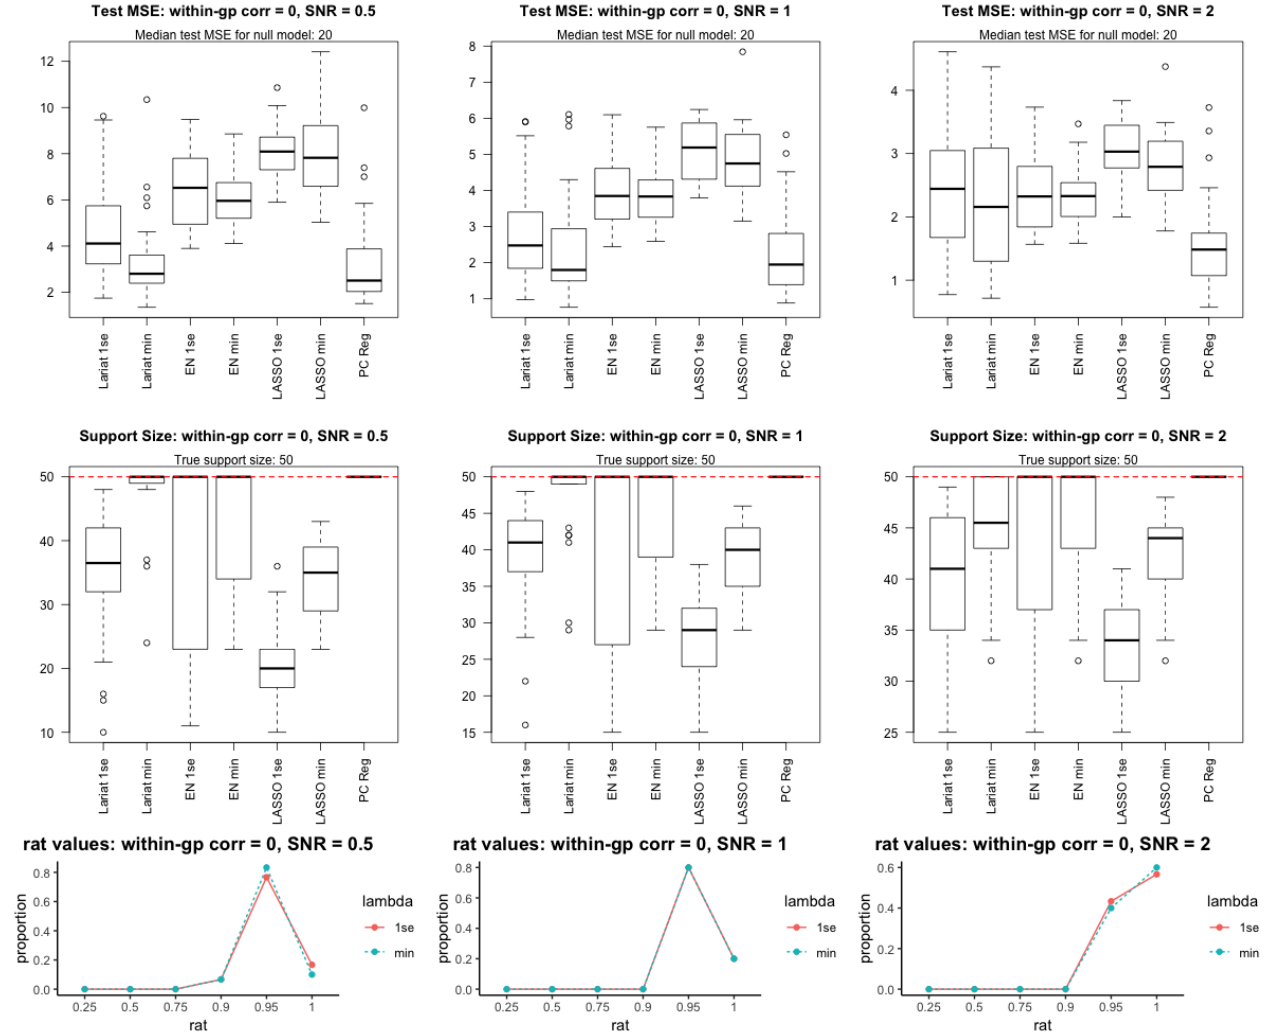 Test MSE: within-gp corr = 0, SNR = 0.5
Median test MSE for null model: 20
12
10
8
6
4
2
Lariat 1se
Lariat min
EN 1se
EN min
LASSO 1se
LASSO min
PC Reg
Test MSE: within-gp corr = 0, SNR = 1
Median test MSE for null model: 20
8
7
6
5
4
3
2
1
Lariat 1se
Lariat min
EN 1se
EN min
LASSO 1se
LASSO min
PC Reg
Test MSE: within-gp corr = 0, SNR = 2
Median test MSE for null model: 20
4
3
2
1
Lariat 1se
Lariat min
EN 1se
EN min
LASSO 1se
LASSO min
PC Reg
Support Size: within-gp corr = 0, SNR = 0.5
True support size: 50
50
40
30
20
10
Lariat 1se
Lariat min
EN 1se
EN min
LASSO 1se
LASSO min
PC Reg
Support Size: within-gp corr = 0, SNR = 1
True support size: 50
50
45
40
35
30
25
20
15
Lariat 1se
Lariat min
EN 1se
EN min
LASSO 1se
LASSO min
PC Reg
Support Size: within-gp corr = 0, SNR = 2
True support size: 50
50
45
40
35
30
25
Lariat 1se
Lariat min
EN 1se
EN min
LASSO 1se
LASSO min
PC Reg
rat values: within-gp corr = 0, SNR = 0.5
proportion
0.8
0.6
0.4
0.2
0.0
0.25 0.5 0.75 0.9 0.95 1
rat
lambda
1se
min
rat values: within-gp corr = 0, SNR = 1
proportion
0.8
0.6
0.4
0.2
0.0
0.25 0.5 0.75 0.9 0.95 1
rat
lambda
1se
min
rat values: within-gp corr = 0, SNR = 2
proportion
0.6
0.4
0.2
0.0
0.25 0.5 0.75 0.9 0.95 1
rat
lambda
1se
min